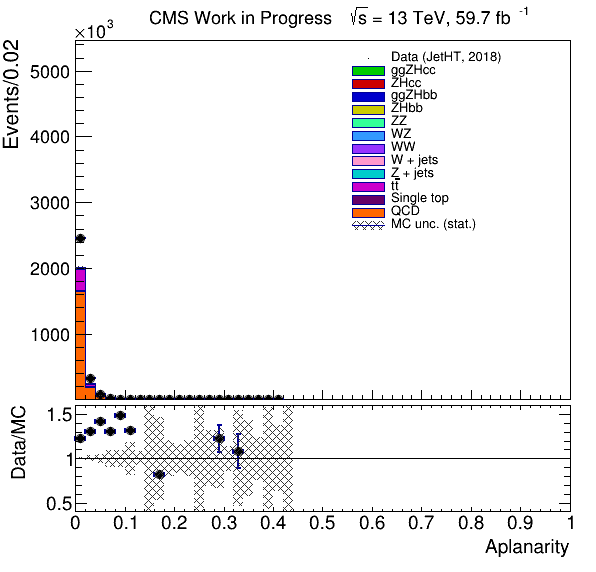 CMS Work in Progress √s = 13 TeV, 59.7 fb⁻¹
×10³
Events/0.02
5000
4000
3000
2000
1000
Data (JetHT, 2018)
ggZHcc
ZHcc
ggZHbb
ZHbb
ZZ
WZ
WW
W + jets
Z + jets
tt̅
Single top
QCD
MC unc. (stat.)
Data/MC
1.5
1
0.5
0 0.1 0.2 0.3 0.4 0.5 0.6 0.7 0.8 0.9 1
Aplanarity